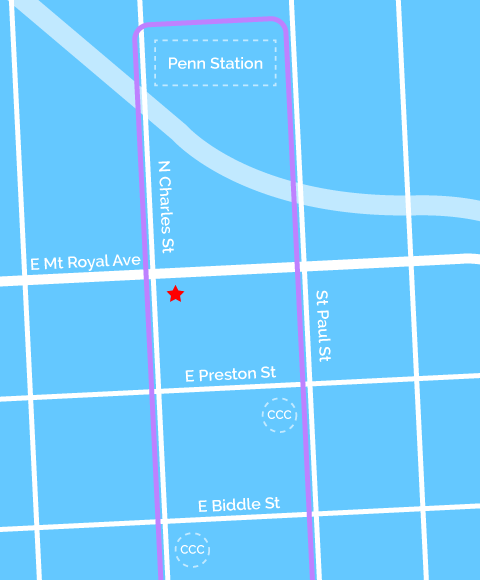 Penn Station
N Charles St
E Mt Royal Ave
St Paul St
E Preston St
CCC
E Biddle St
CCC